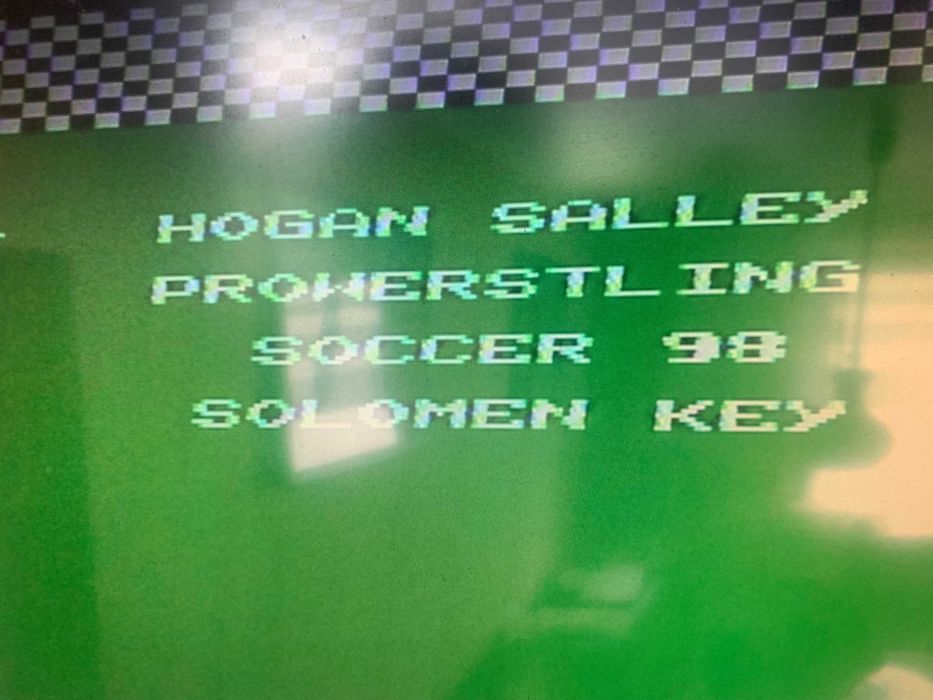 HOGAN SALLEY
PROWERSTLING
SOCCER 98
SOLOMEN KEY